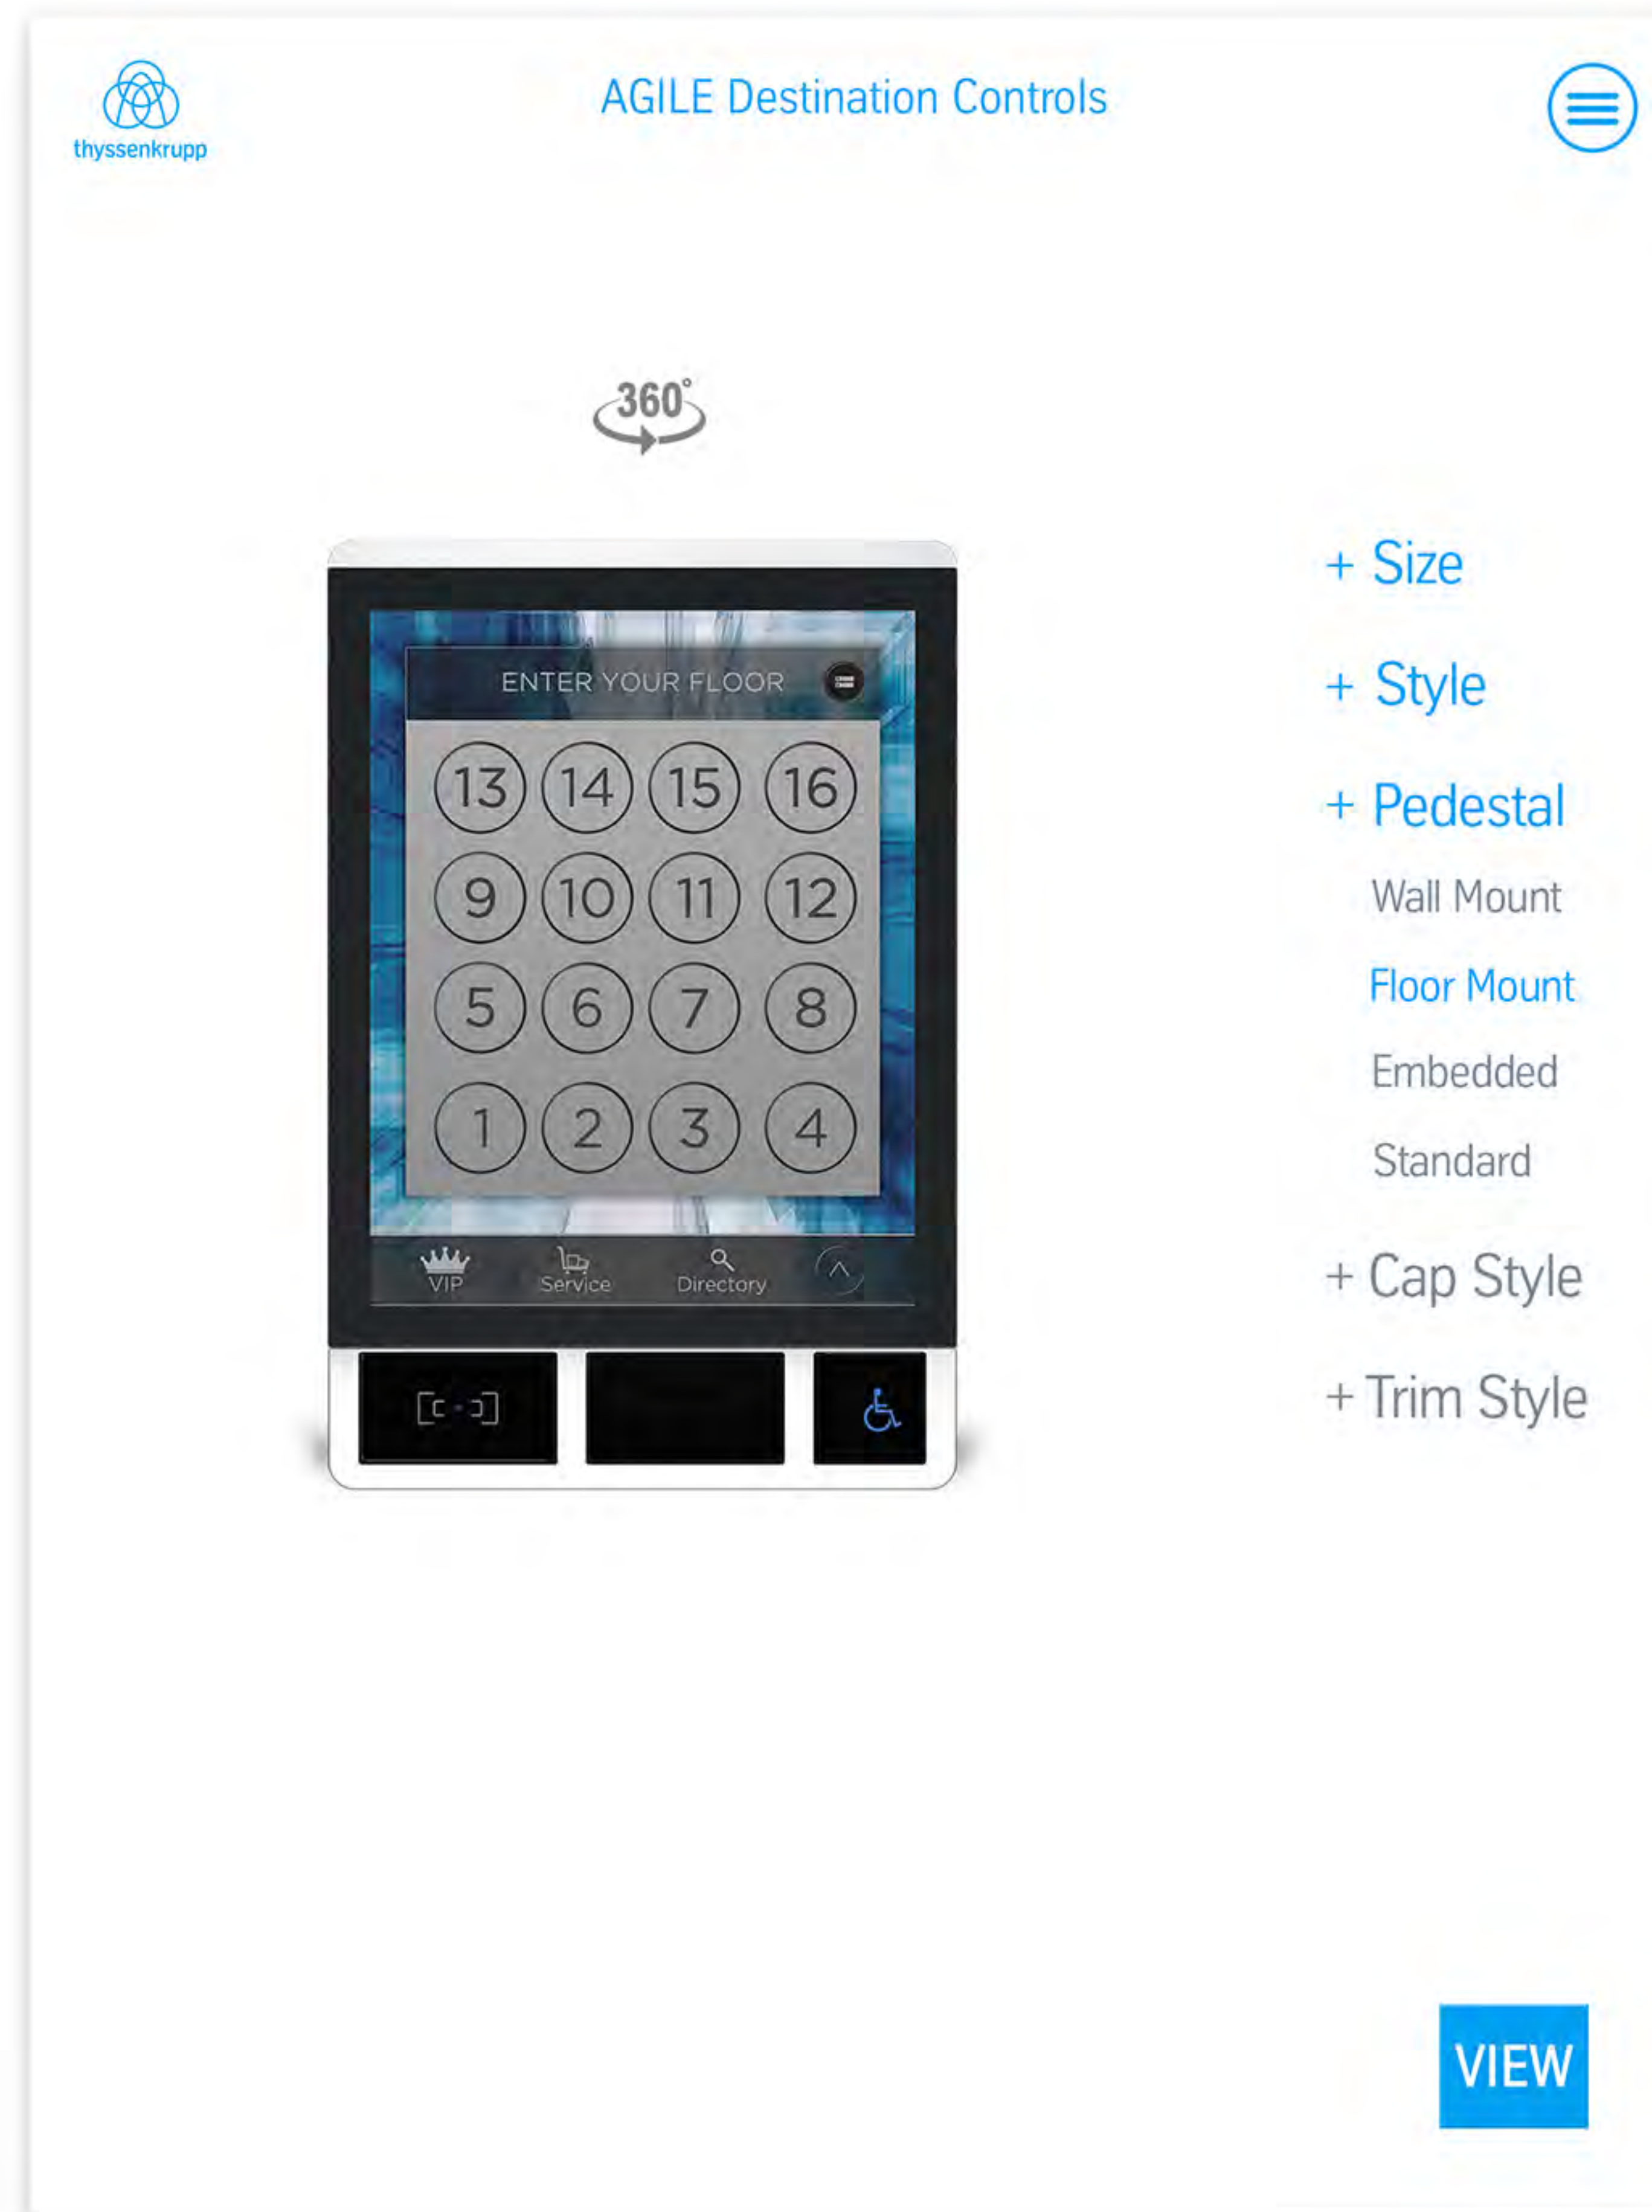 thyssenkrupp
AGILE Destination Controls
360°
ENTER YOUR FLOOR
13 14 15 16
9 10 11 12
5 6 7 8
1 2 3 4
VIP Service Directory
+ Size
+ Style
+ Pedestal
Wall Mount
Floor Mount
Embedded
Standard
+ Cap Style
+ Trim Style
VIEW